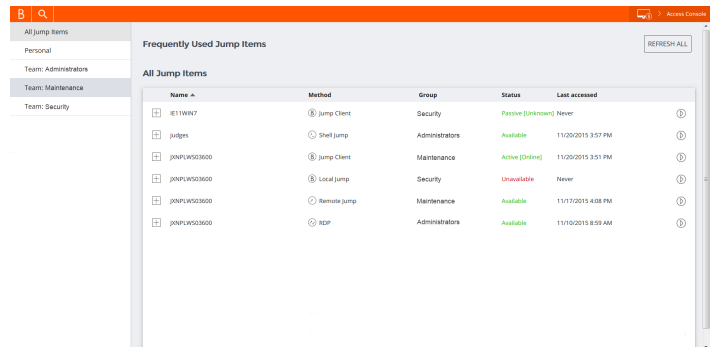 B > Access Console
All Jump Items
Personal
Team: Administrators
Team: Maintenance
Team: Security
Frequently Used Jump Items REFRESH ALL
All Jump Items
Name Method Group Status Last accessed
IE11WIN7 B Jump Client Security Passive [Unknown] Never
judges Shell Jump Administrators Available 11/20/2015 3:57 PM
JXNPLWS03600 B Jump Client Maintenance Active [Online] 11/20/2015 3:51 PM
JXNPLWS03600 B Local Jump Security Unavailable Never
JXNPLWS03600 Remote Jump Maintenance Available 11/17/2015 4:08 PM
JXNPLWS03600 RDP Administrators Available 11/10/2015 8:59 AM